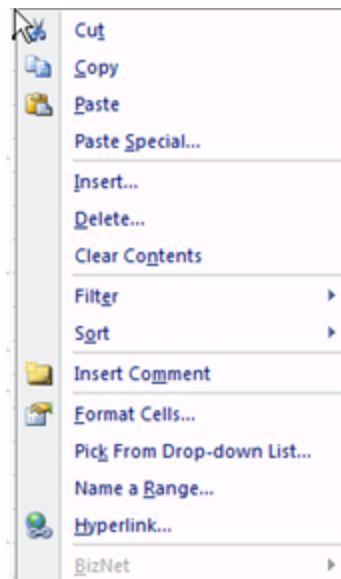 Cut
Copy
Paste
Paste Special...
Insert...
Delete...
Clear Contents
Filter
Sort
Insert Comment
Format Cells...
Pick From Drop-down List...
Name a Range...
Hyperlink...
BizNet